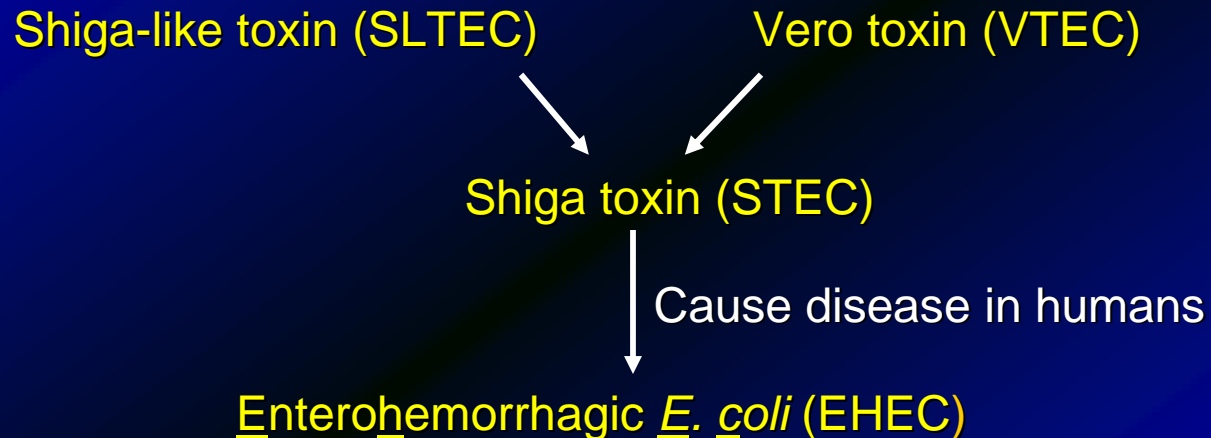 Shiga-like toxin (SLTEC) Vero toxin (VTEC)
Shiga toxin (STEC)
Cause disease in humans
Enterohemorrhagic E. coli (EHEC)